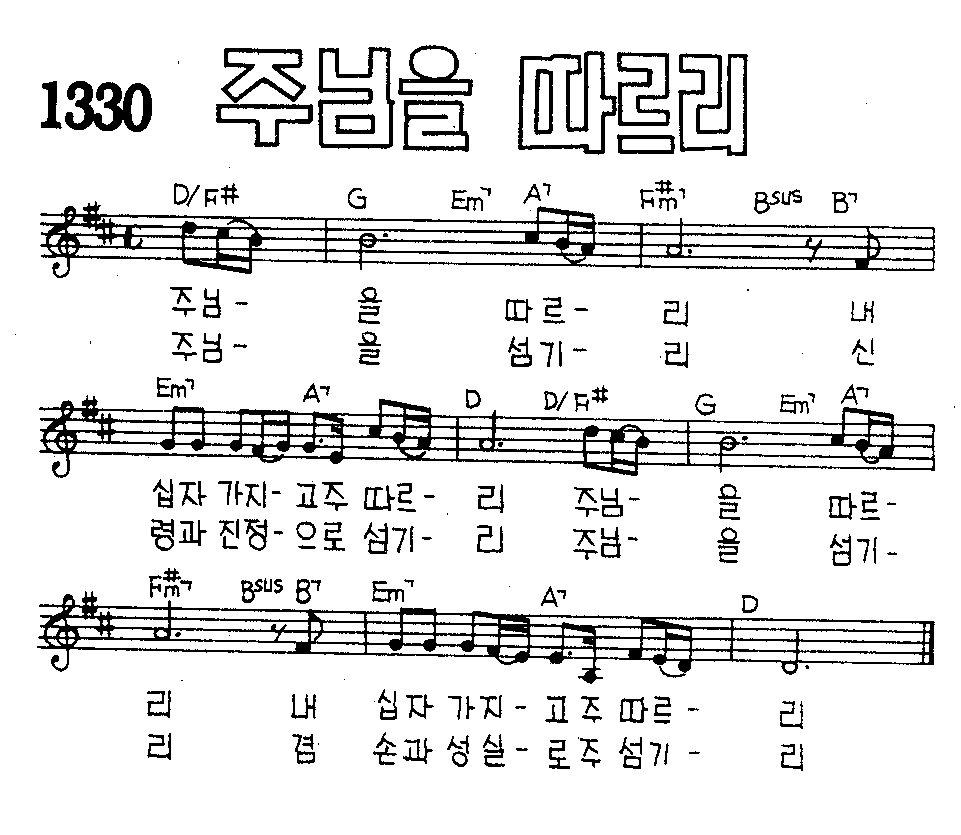 1330 주님을 따르리
D/F# G Em7 A7 F#m7 Bsus B7
주님- 을 따르- 리 내
주님- 을 섬기- 리 신
Em7 A7 D D/F# G Em7 A7
십자 가지- 고주 따르- 리 주님- 을 따르-
령과 진정- 으로 섬기- 리 주님- 을 섬기-
F#m7 Bsus B7 Em7 A7 D
리 내 십자 가지- 고주 따르- 리
리 겸 손과 성실- 로주 섬기- 리